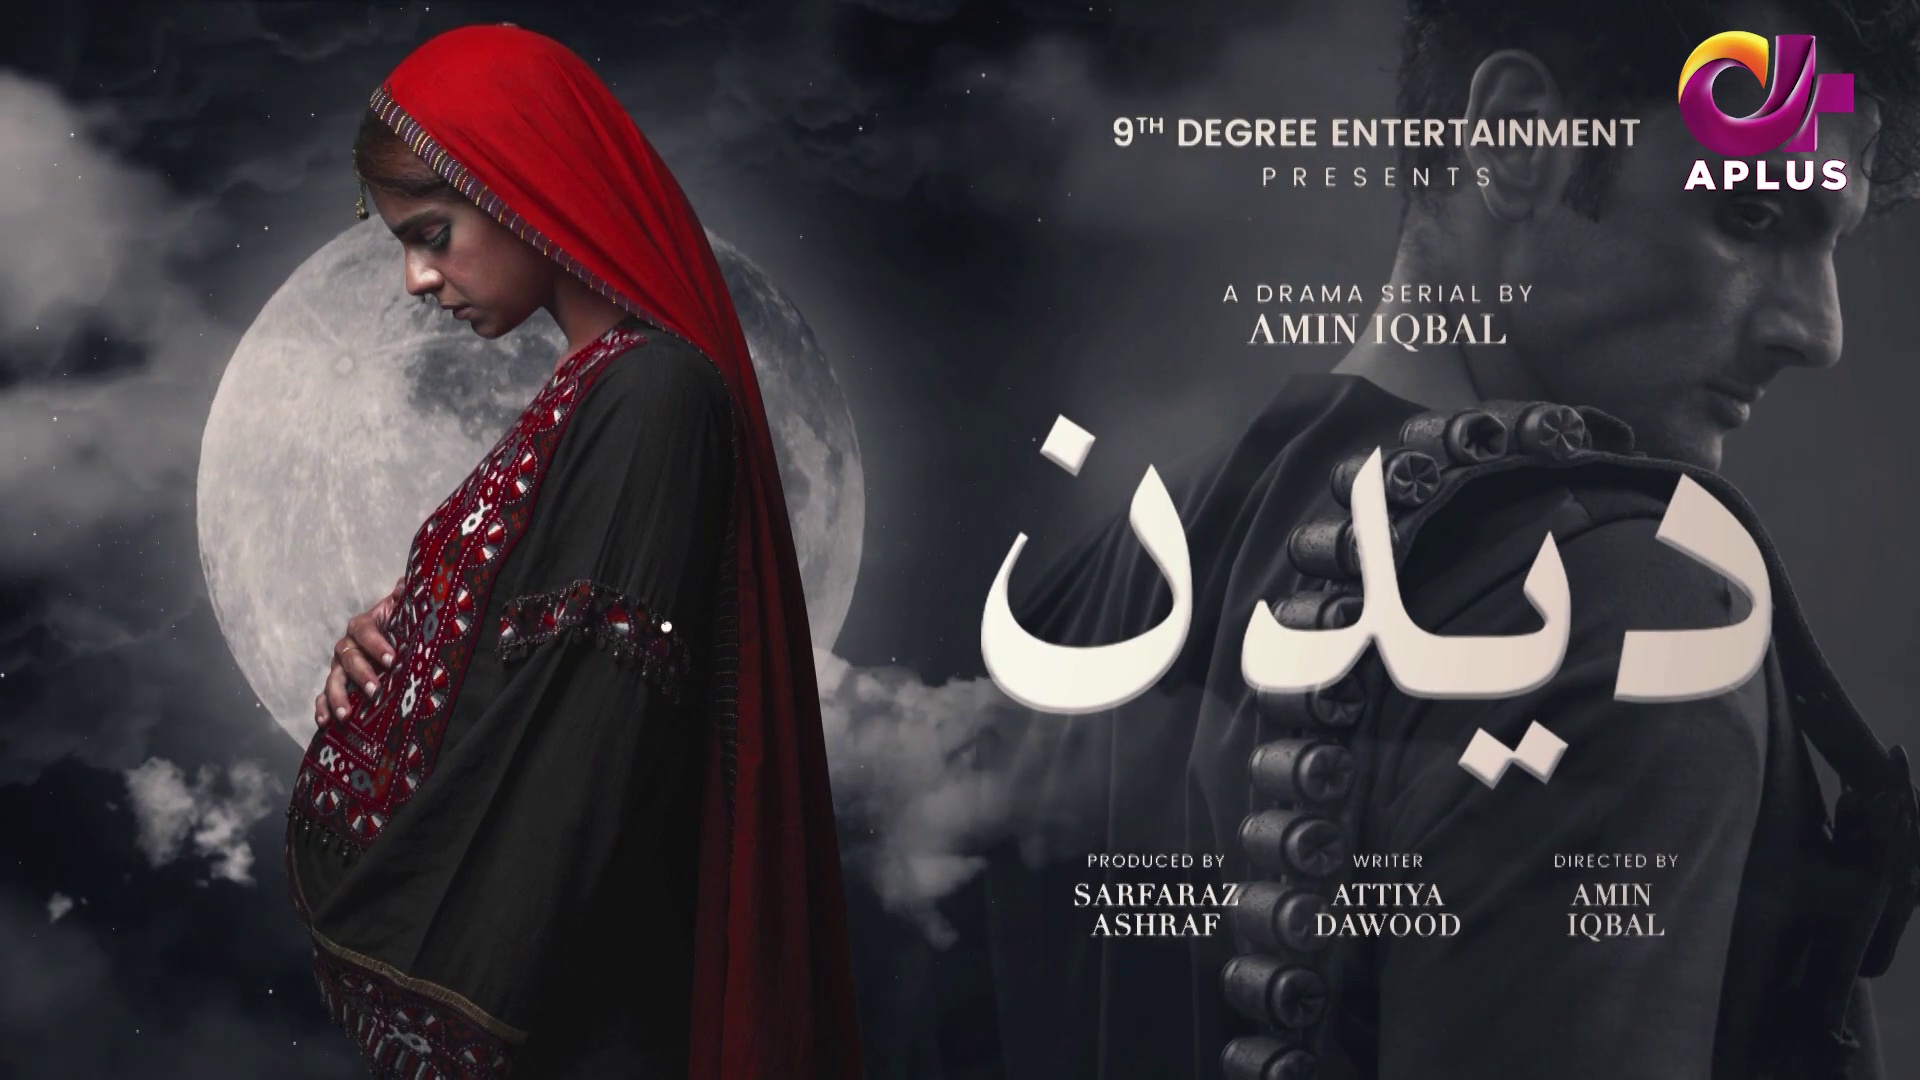 9TH DEGREE ENTERTAINMENT
PRESENTS
APLUS
A DRAMA SERIAL BY
AMIN IQBAL
دیدن
PRODUCED BY
SARFARAZ
ASHRAF
WRITER
ATTIYA
DAWOOD
DIRECTED BY
AMIN
IQBAL